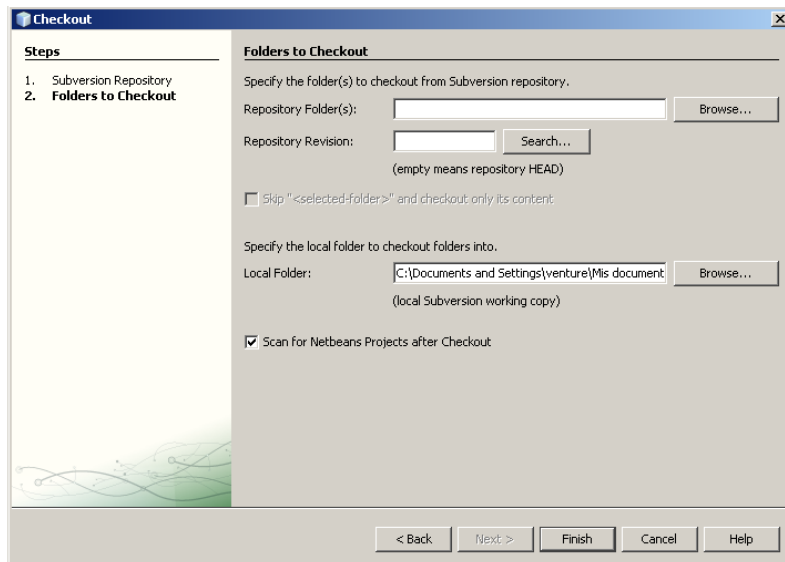 Checkout
Steps
1. Subversion Repository
2. Folders to Checkout
Folders to Checkout
Specify the folder(s) to checkout from Subversion repository.
Repository Folder(s):
Browse...
Repository Revision:
Search...
(empty means repository HEAD)
Skip "<selected-folder>" and checkout only its content
Specify the local folder to checkout folders into.
Local Folder:
C:\Documents and Settings\venture\Mis document
Browse...
(local Subversion working copy)
Scan for Netbeans Projects after Checkout
< Back
Next >
Finish
Cancel
Help